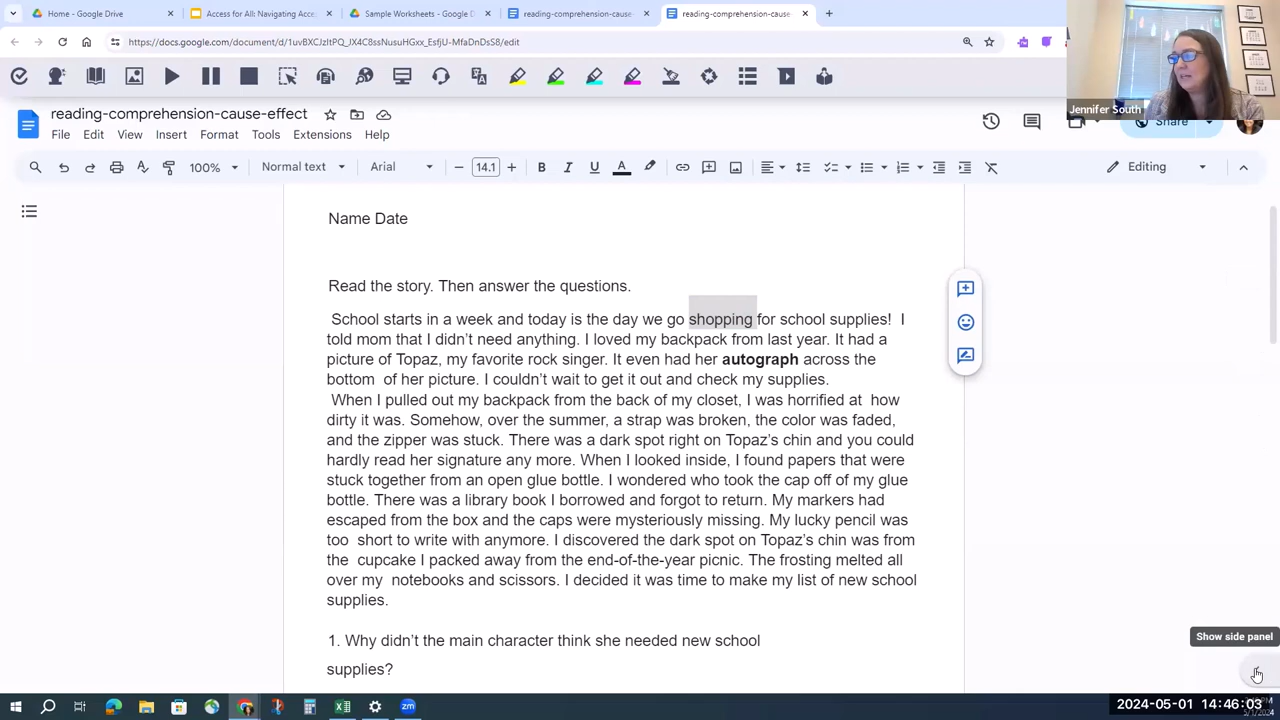 Home - Google Drive
Access for All: Navigating Acces
Sample Worksheets - Google D
reading-comprehension-cause-
reading-comprehension-cause-
https://docs.google.com/document/d/1uvBXCJzItPQ_JX4C8ssNusuHGxx_EsfjU-MfaDnDsS8/edit
Jennifer South
reading-comprehension-cause-effect
Share
File Edit View Insert Format Tools Extensions Help
100% Normal text Arial 14.1 Editing
Name Date
Read the story. Then answer the questions.
School starts in a week and today is the day we go shopping for school supplies! I
told mom that I didn't need anything. I loved my backpack from last year. It had a
picture of Topaz, my favorite rock singer. It even had her autograph across the
bottom of her picture. I couldn't wait to get it out and check my supplies.
When I pulled out my backpack from the back of my closet, I was horrified at how
dirty it was. Somehow, over the summer, a strap was broken, the color was faded,
and the zipper was stuck. There was a dark spot right on Topaz's chin and you could
hardly read her signature any more. When I looked inside, I found papers that were
stuck together from an open glue bottle. I wondered who took the cap off of my glue
bottle. There was a library book I borrowed and forgot to return. My markers had
escaped from the box and the caps were mysteriously missing. My lucky pencil was
too short to write with anymore. I discovered the dark spot on Topaz's chin was from
the cupcake I packed away from the end-of-the-year picnic. The frosting melted all
over my notebooks and scissors. I decided it was time to make my list of new school
supplies.
1. Why didn't the main character think she needed new school
supplies?
Show side panel
zm
2024-05-01 14:46:03